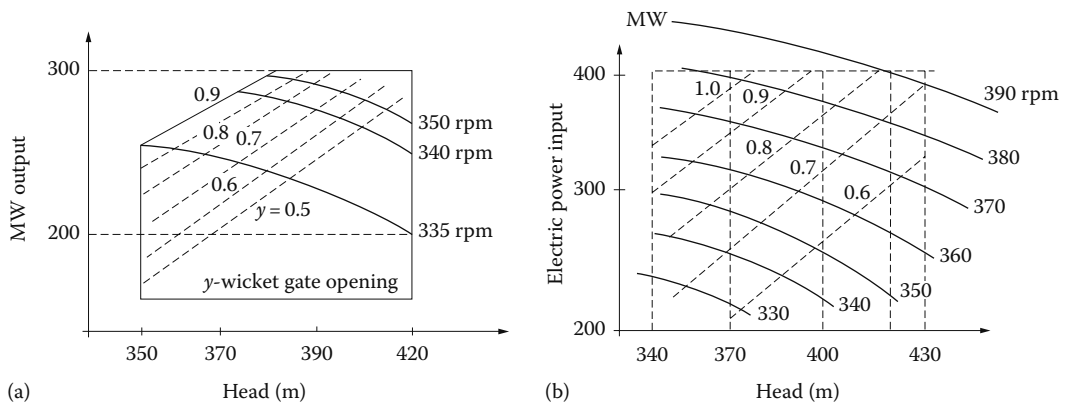 300
0.9
0.8
0.7
350 rpm
340 rpm
0.6
y = 0.5
335 rpm
200
y-wicket gate opening
MW output
350
370
390
420
(a)
Head (m)
MW
400
1.0
0.9
390 rpm
0.8
380
0.7
300
0.6
370
360
350
340
330
200
Electric power input
340
370
400
430
(b)
Head (m)